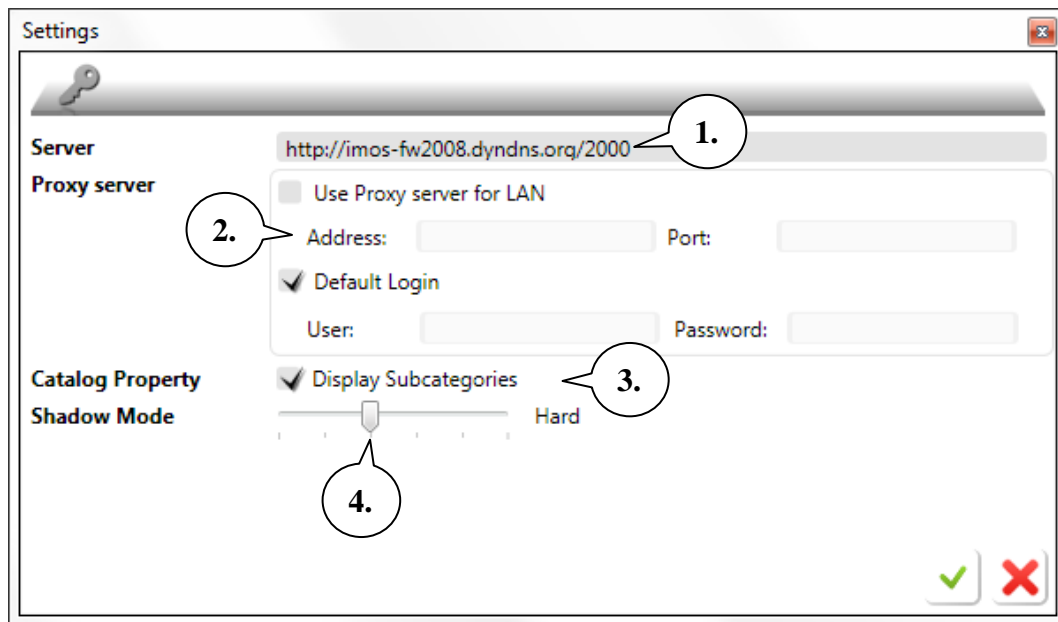 Settings
Server http://imos-fw2008.dyndns.org/2000 1.
Proxy server Use Proxy server for LAN
2. Address: Port:
Default Login
User: Password:
Catalog Property Display Subcategories 3.
Shadow Mode Hard
4.